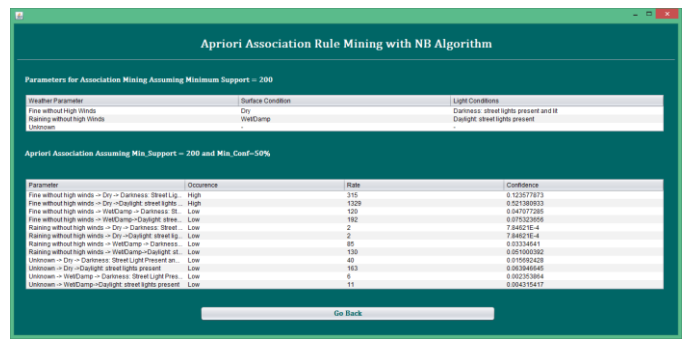 Apriori Association Rule Mining with NB Algorithm
Parameters for Association Mining Assuming Minimum Support = 200
Weather Parameter Surface Condition Light Conditions
Fine without High Winds Dry Darkness: street lights present and lit
Raining without high Winds Wet/Damp Daylight: street lights present
Unknown - -
Apriori Association Assuming Min_Support = 200 and Min_Conf=50%
Parameter Occurence Rate Confidence
Fine without high winds -> Dry -> Darkness: Street Lig... High 315 0.123577873
Fine without high winds -> Dry ->Daylight: street lights ... High 1329 0.521380933
Fine without high winds -> Wet/Damp -> Darkness: St... Low 120 0.047077285
Fine without high winds -> Wet/Damp->Daylight: stree... Low 192 0.075323656
Raining without high winds -> Dry -> Darkness: Street... Low 2 7.84621E-4
Raining without high winds -> Dry ->Daylight: street lig... Low 2 7.84621E-4
Raining without high winds -> Wet/Damp -> Darkness... Low 85 0.03334641
Raining without high winds -> Wet/Damp->Daylight: st... Low 130 0.051000392
Unknown -> Dry -> Darkness: Street Light Present an... Low 40 0.015692428
Unknown -> Dry ->Daylight: street lights present Low 163 0.063946645
Unknown -> Wet/Damp -> Darkness: Street Light Pres... Low 6 0.002353864
Unknown -> Wet/Damp->Daylight: street lights present Low 11 0.004315417
Go Back